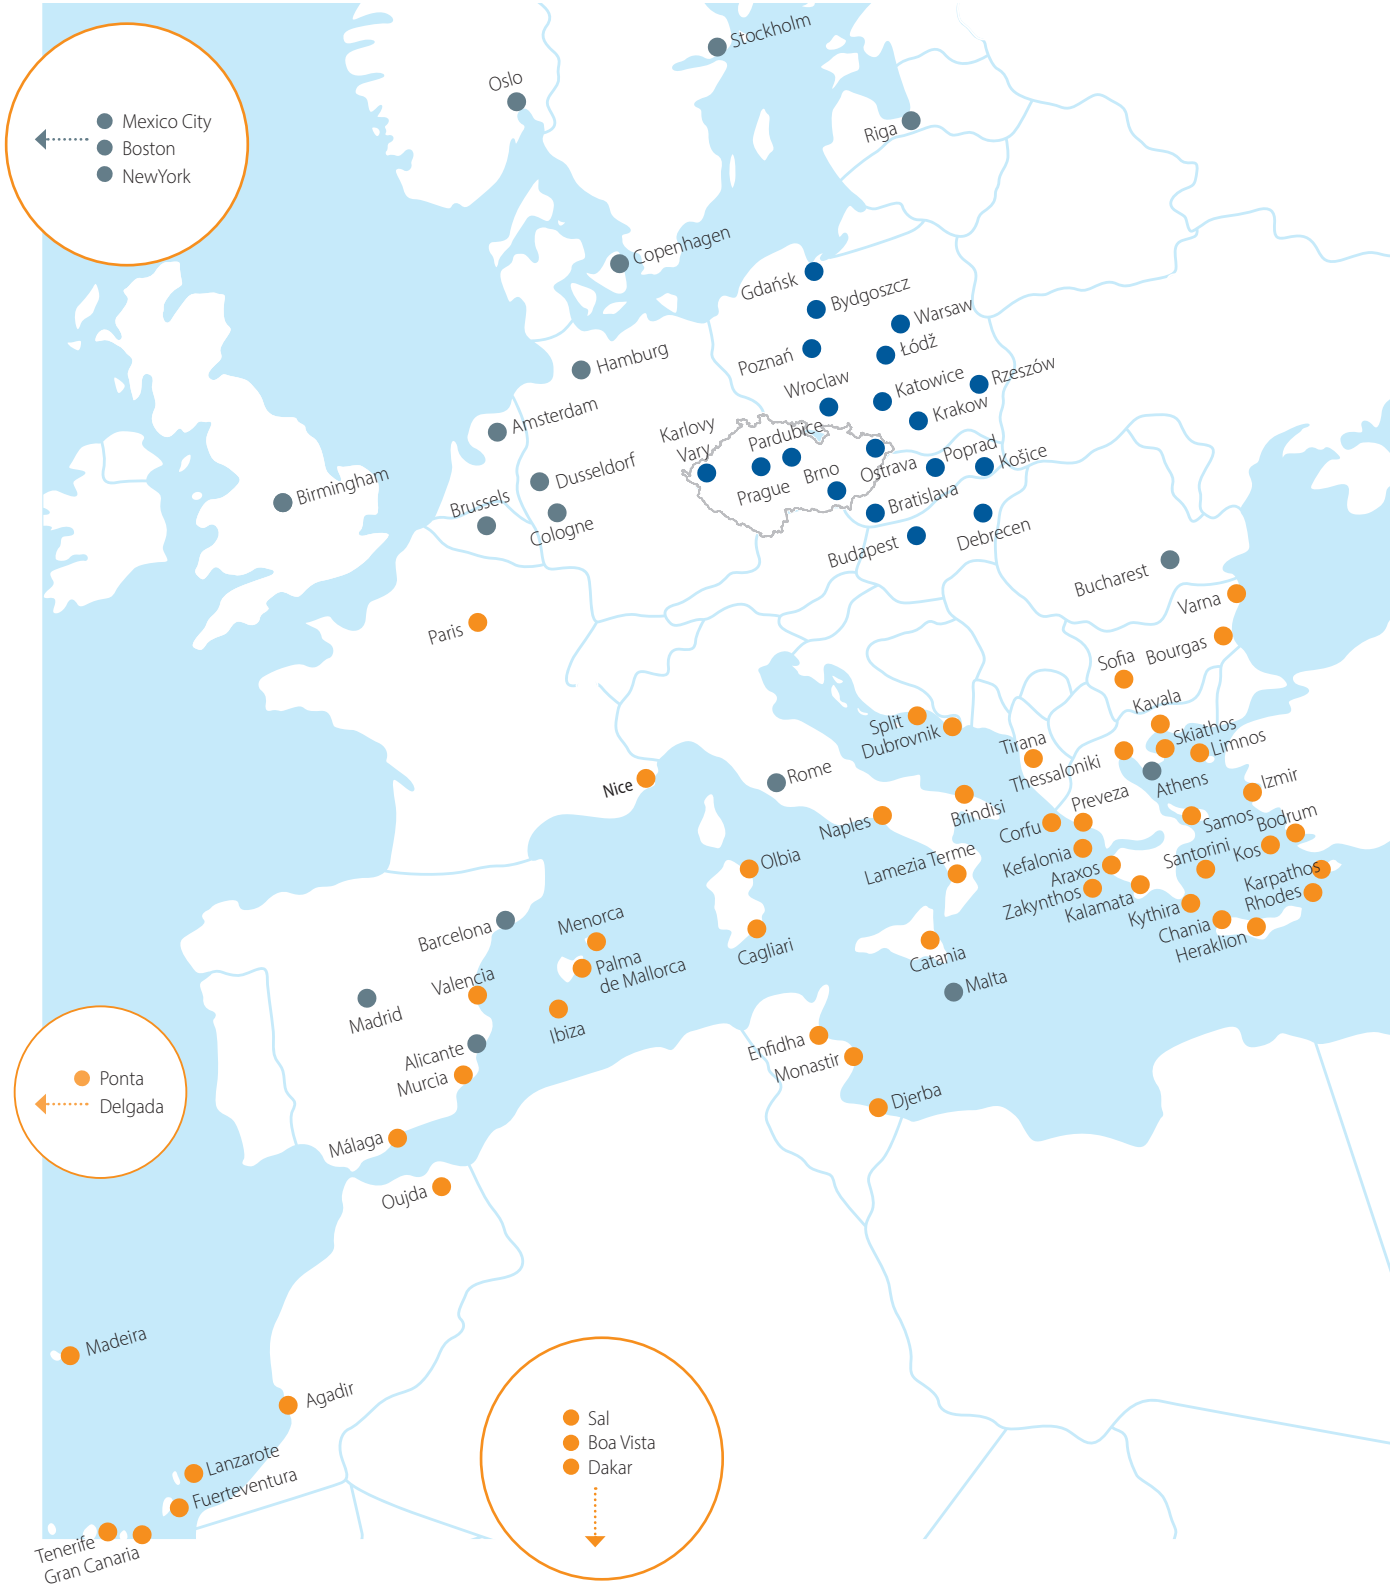 Stockholm
Oslo
Mexico City
Boston
NewYork
Riga
Copenhagen
Gdańsk
Bydgoszcz
Warsaw
Łódź
Poznań
Hamburg
Wroclaw
Katowice
Rzeszów
Krakow
Amsterdam
Karlovy
Vary
Pardubice
Prague
Brno
Ostrava
Poprad
Košice
Dusseldorf
Birmingham
Brussels
Cologne
Bratislava
Budapest
Debrecen
Bucharest
Varna
Paris
Bourgas
Sofia
Kavala
Split
Dubrovnik
Tirana
Skiathos
Limnos
Thessaloniki
Athens
Izmir
Nice
Rome
Naples
Brindisi
Corfu
Preveza
Samos
Bodrum
Olbia
Lamezia Terme
Kefalonia
Araxos
Santorini
Kos
Karpathos
Rhodes
Zakynthos
Kalamata
Kythira
Chania
Heraklion
Barcelona
Menorca
Palma
de Mallorca
Cagliari
Catania
Malta
Valencia
Madrid
Ibiza
Alicante
Murcia
Enfidha
Monastir
Djerba
Ponta
Delgada
Málaga
Oujda
Madeira
Agadir
Sal
Boa Vista
Dakar
Lanzarote
Fuerteventura
Tenerife
Gran Canaria